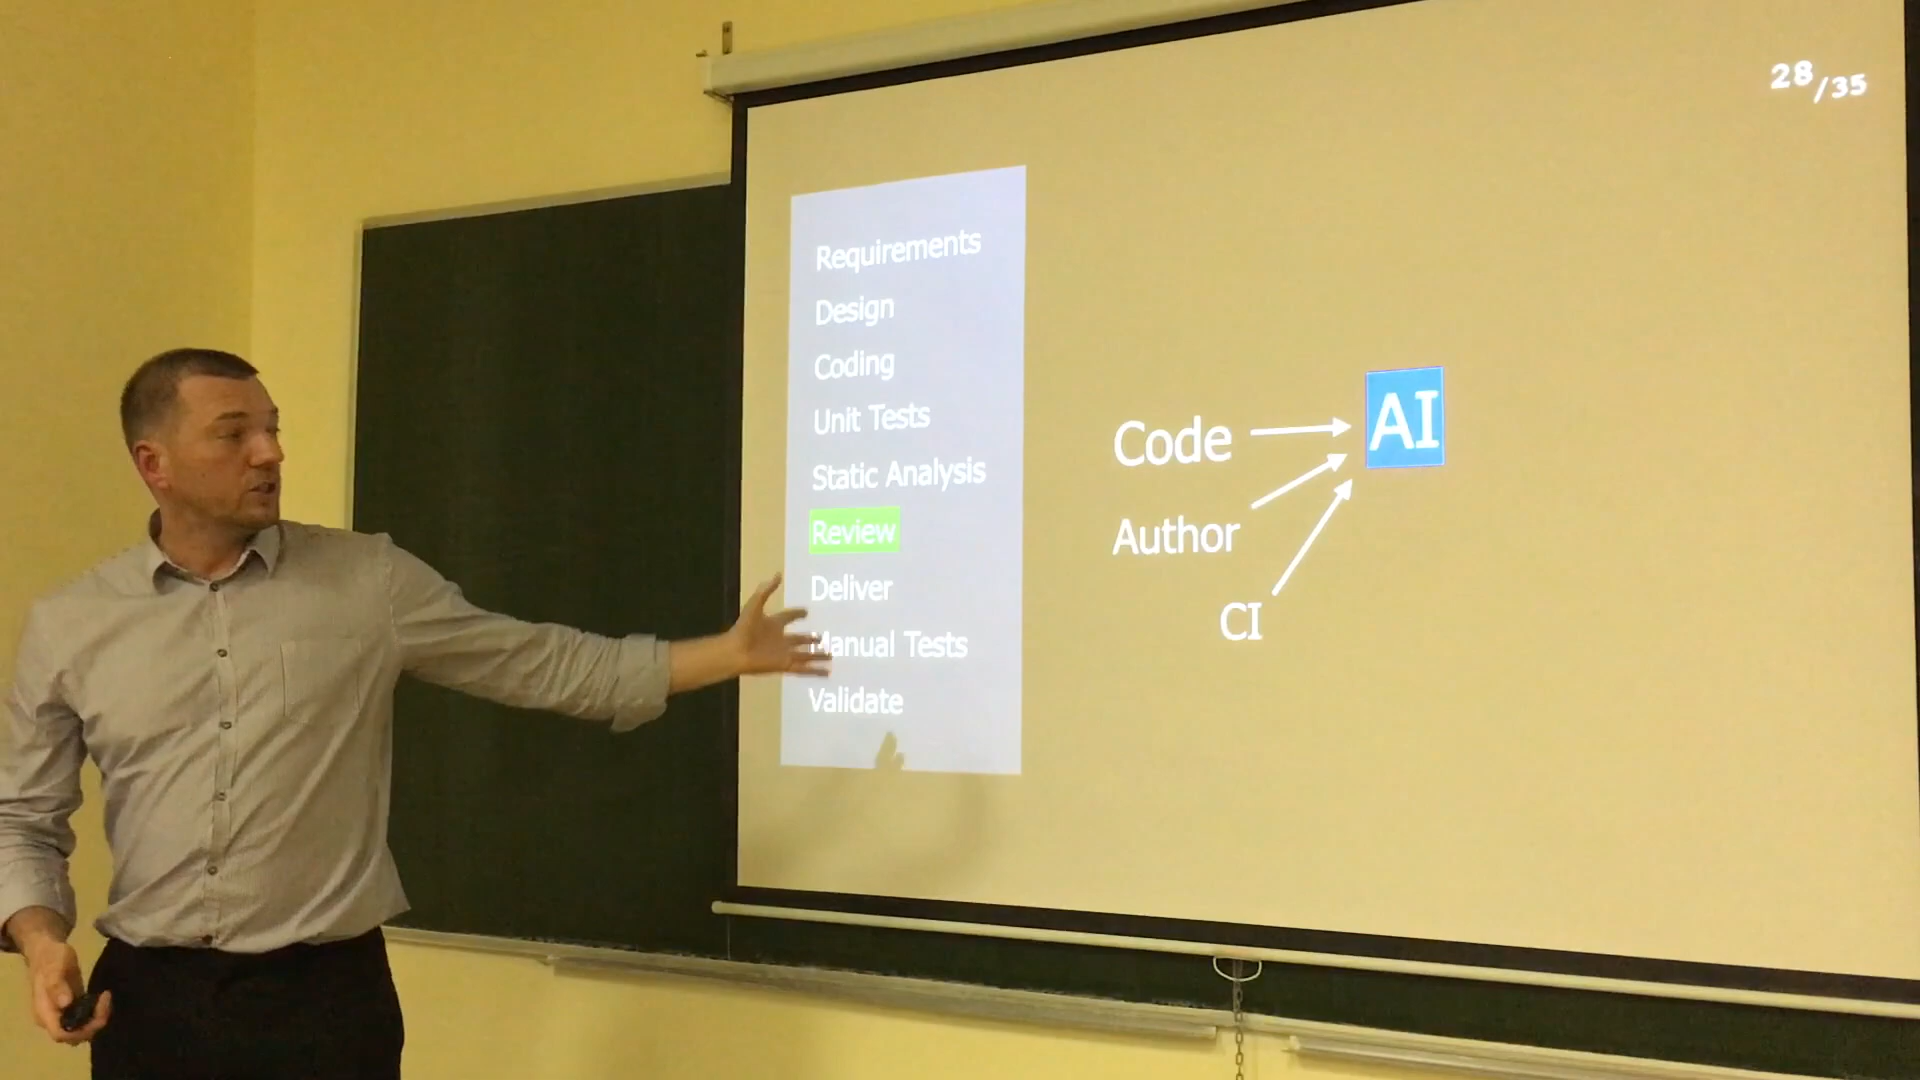 28/35
Requirements
Design
Coding
Unit Tests
Static Analysis
Review
Deliver
Manual Tests
Validate
Code
AI
Author
CI